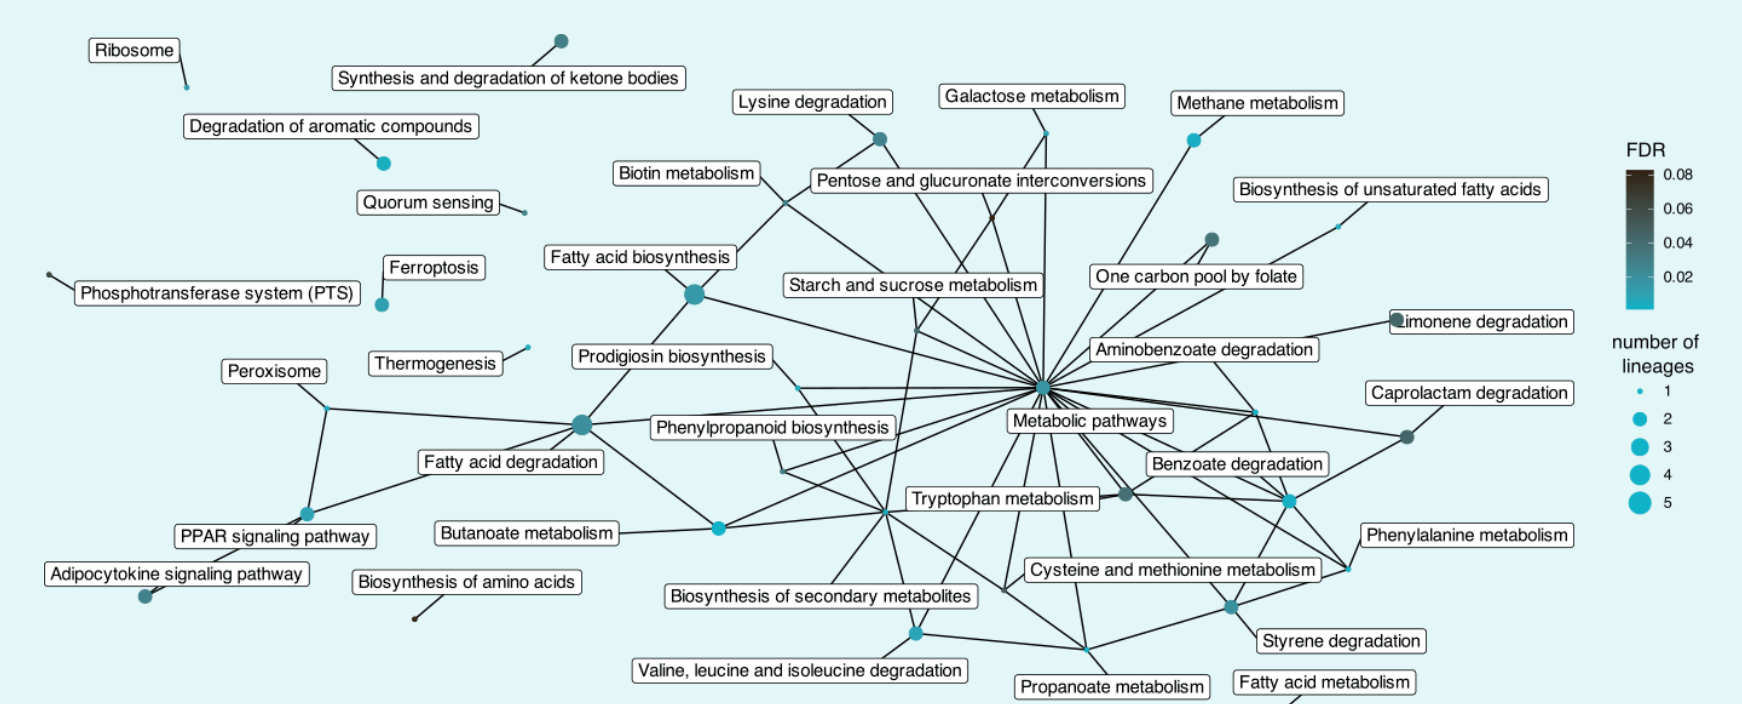 Ribosome
Synthesis and degradation of ketone bodies
Degradation of aromatic compounds
Lysine degradation
Galactose metabolism
Methane metabolism
Biotin metabolism
Pentose and glucuronate interconversions
Biosynthesis of unsaturated fatty acids
Quorum sensing
Fatty acid biosynthesis
Ferroptosis
Phosphotransferase system (PTS)
Starch and sucrose metabolism
One carbon pool by folate
Limonene degradation
Thermogenesis
Prodigiosin biosynthesis
Aminobenzoate degradation
Peroxisome
Caprolactam degradation
Phenylpropanoid biosynthesis
Metabolic pathways
Fatty acid degradation
Benzoate degradation
Tryptophan metabolism
PPAR signaling pathway
Butanoate metabolism
Phenylalanine metabolism
Adipocytokine signaling pathway
Biosynthesis of amino acids
Cysteine and methionine metabolism
Biosynthesis of secondary metabolites
Styrene degradation
Valine, leucine and isoleucine degradation
Propanoate metabolism
Fatty acid metabolism
FDR
0.08
0.06
0.04
0.02
number of
lineages
1
2
3
4
5